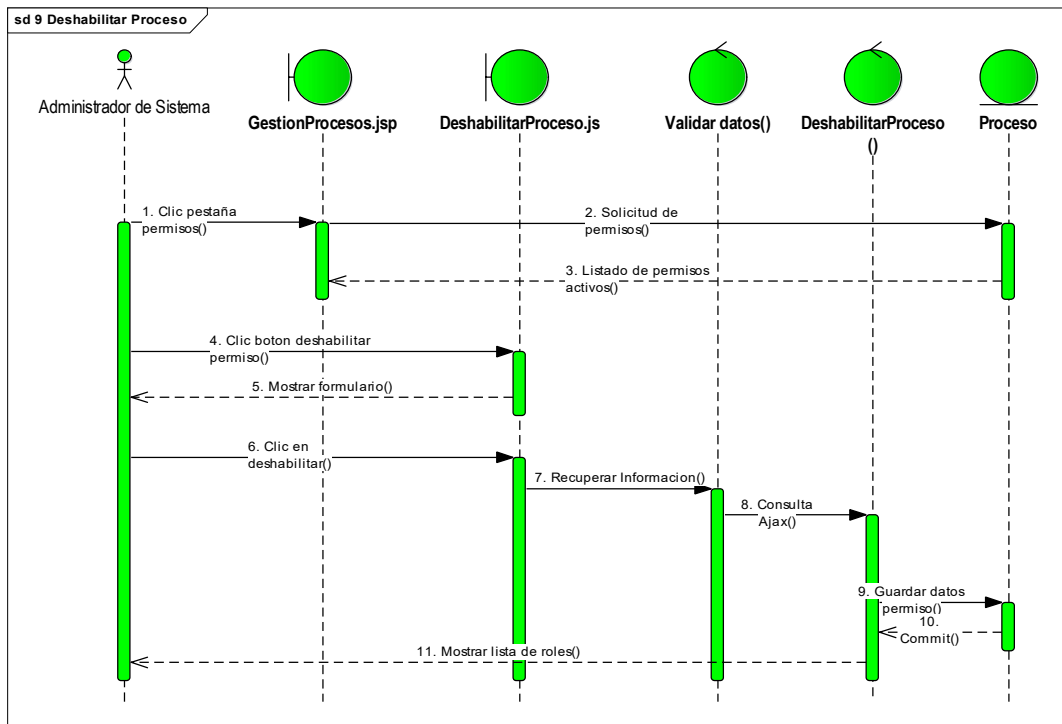 sd 9 Deshabilitar Proceso
Administrador de Sistema
GestionProcesos.jsp
DeshabilitarProceso.js
Validar datos()
DeshabilitarProceso
()
Proceso
1. Clic pestaña
permisos()
2. Solicitud de
permisos()
3. Listado de permisos
activos()
4. Clic boton deshabilitar
permiso()
5. Mostrar formulario()
6. Clic en
deshabilitar()
7. Recuperar Informacion()
8. Consulta
Ajax()
9. Guardar datos
permiso()
10.
Commit()
11. Mostrar lista de roles()